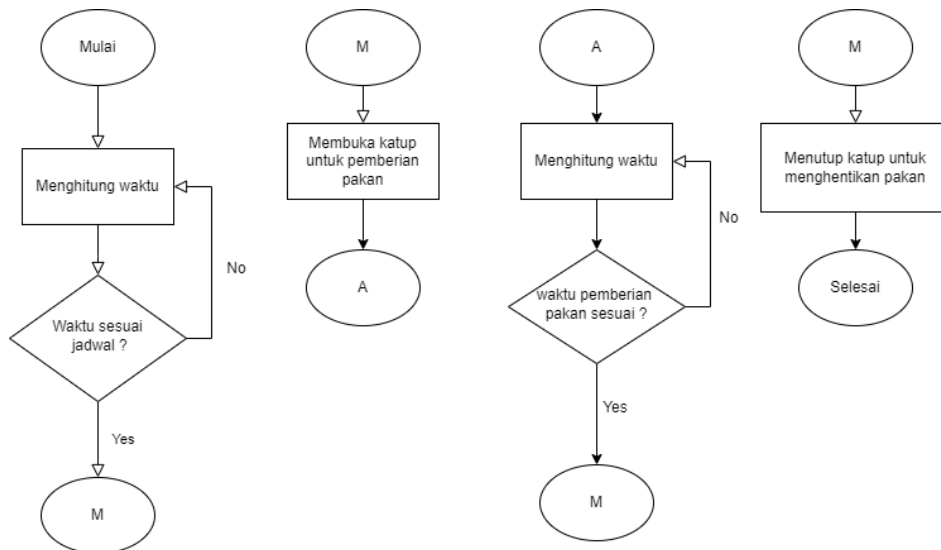 Mulai
Menghitung waktu
No
Waktu sesuai
jadwal ?
Yes
M
M
Membuka katup
untuk pemberian
pakan
A
A
Menghitung waktu
No
waktu pemberian
pakan sesuai ?
Yes
M
M
Menutup katup untuk
menghentikan pakan
Selesai